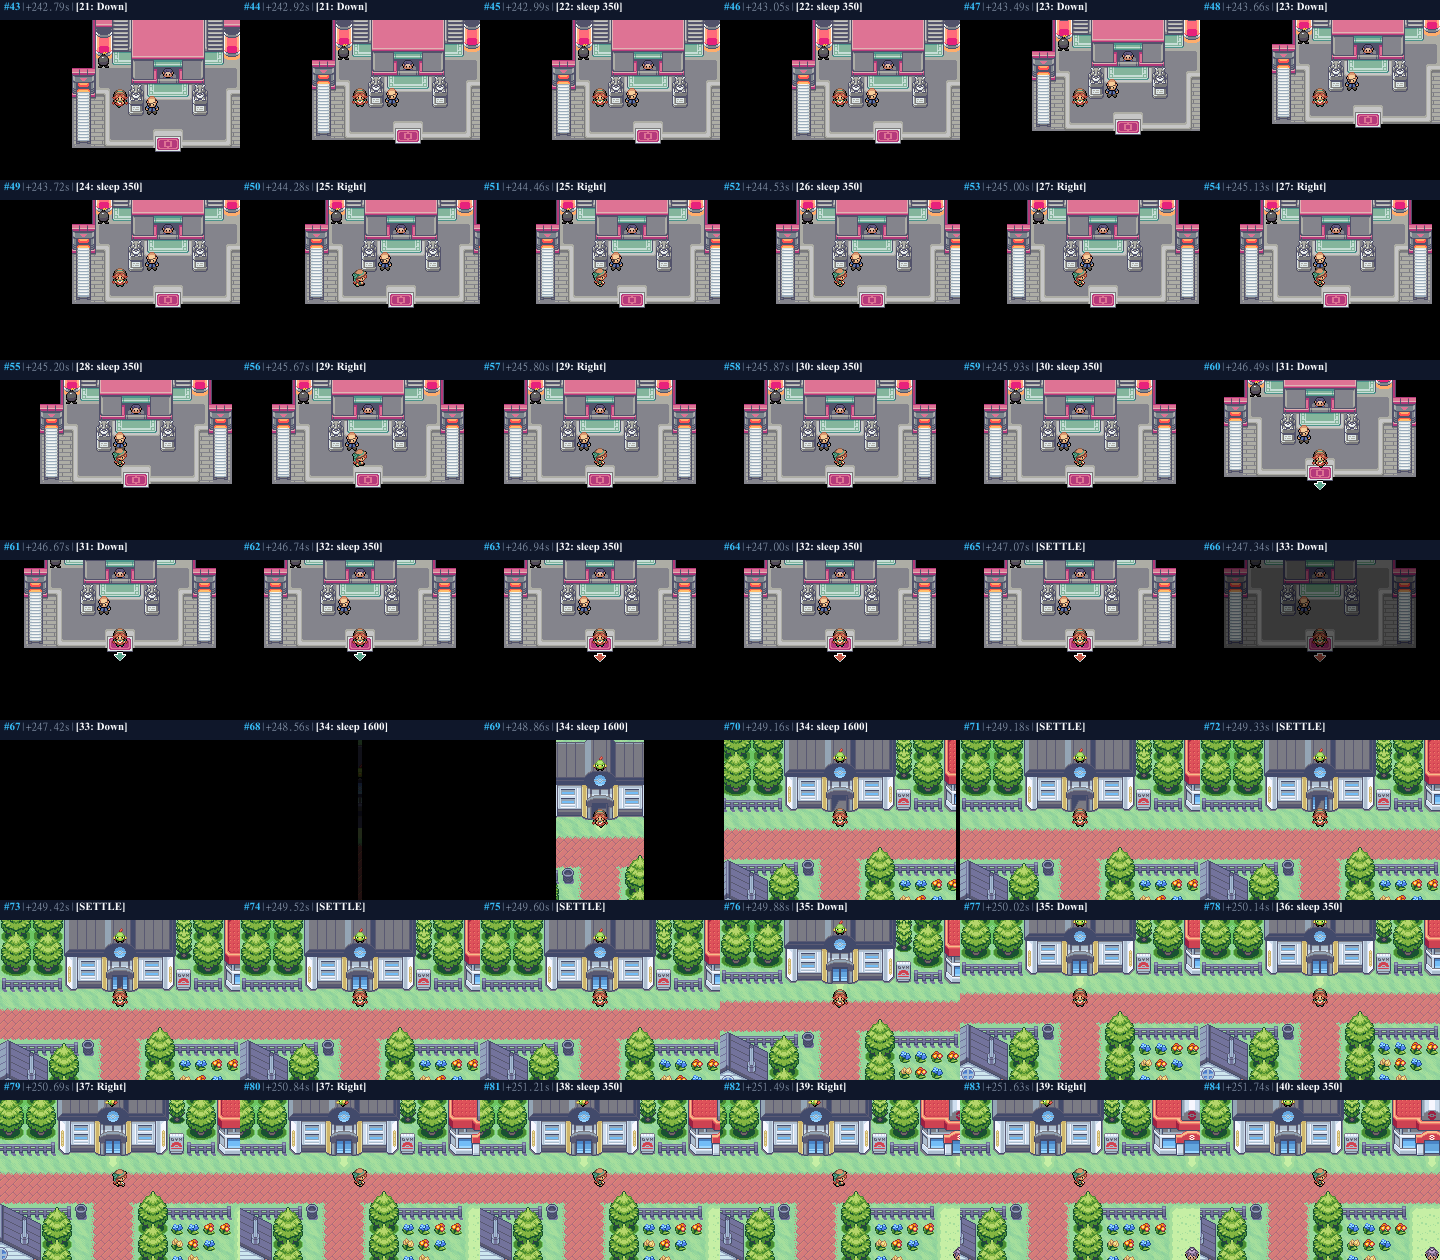 #43 | +242.79s | [21: Down]
#44 | +242.92s | [21: Down]
#45 | +242.99s | [22: sleep 350]
#46 | +243.05s | [22: sleep 350]
#47 | +243.49s | [23: Down]
#48 | +243.66s | [23: Down]
#49 | +243.72s | [24: sleep 350]
#50 | +244.28s | [25: Right]
#51 | +244.46s | [25: Right]
#52 | +244.53s | [26: sleep 350]
#53 | +245.00s | [27: Right]
#54 | +245.13s | [27: Right]
#55 | +245.20s | [28: sleep 350]
#56 | +245.67s | [29: Right]
#57 | +245.80s | [29: Right]
#58 | +245.87s | [30: sleep 350]
#59 | +245.93s | [30: sleep 350]
#60 | +246.49s | [31: Down]
#61 | +246.67s | [31: Down]
#62 | +246.74s | [32: sleep 350]
#63 | +246.94s | [32: sleep 350]
#64 | +247.00s | [32: sleep 350]
#65 | +247.07s | [SETTLE]
#66 | +247.34s | [33: Down]
#67 | +247.42s | [33: Down]
#68 | +248.56s | [34: sleep 1600]
#69 | +248.86s | [34: sleep 1600]
#70 | +249.16s | [34: sleep 1600]
#71 | +249.18s | [SETTLE]
#72 | +249.33s | [SETTLE]
#73 | +249.42s | [SETTLE]
#74 | +249.52s | [SETTLE]
#75 | +249.60s | [SETTLE]
#76 | +249.88s | [35: Down]
#77 | +250.02s | [35: Down]
#78 | +250.14s | [36: sleep 350]
#79 | +250.69s | [37: Right]
#80 | +250.84s | [37: Right]
#81 | +251.21s | [38: sleep 350]
#82 | +251.49s | [39: Right]
#83 | +251.63s | [39: Right]
#84 | +251.74s | [40: sleep 350]